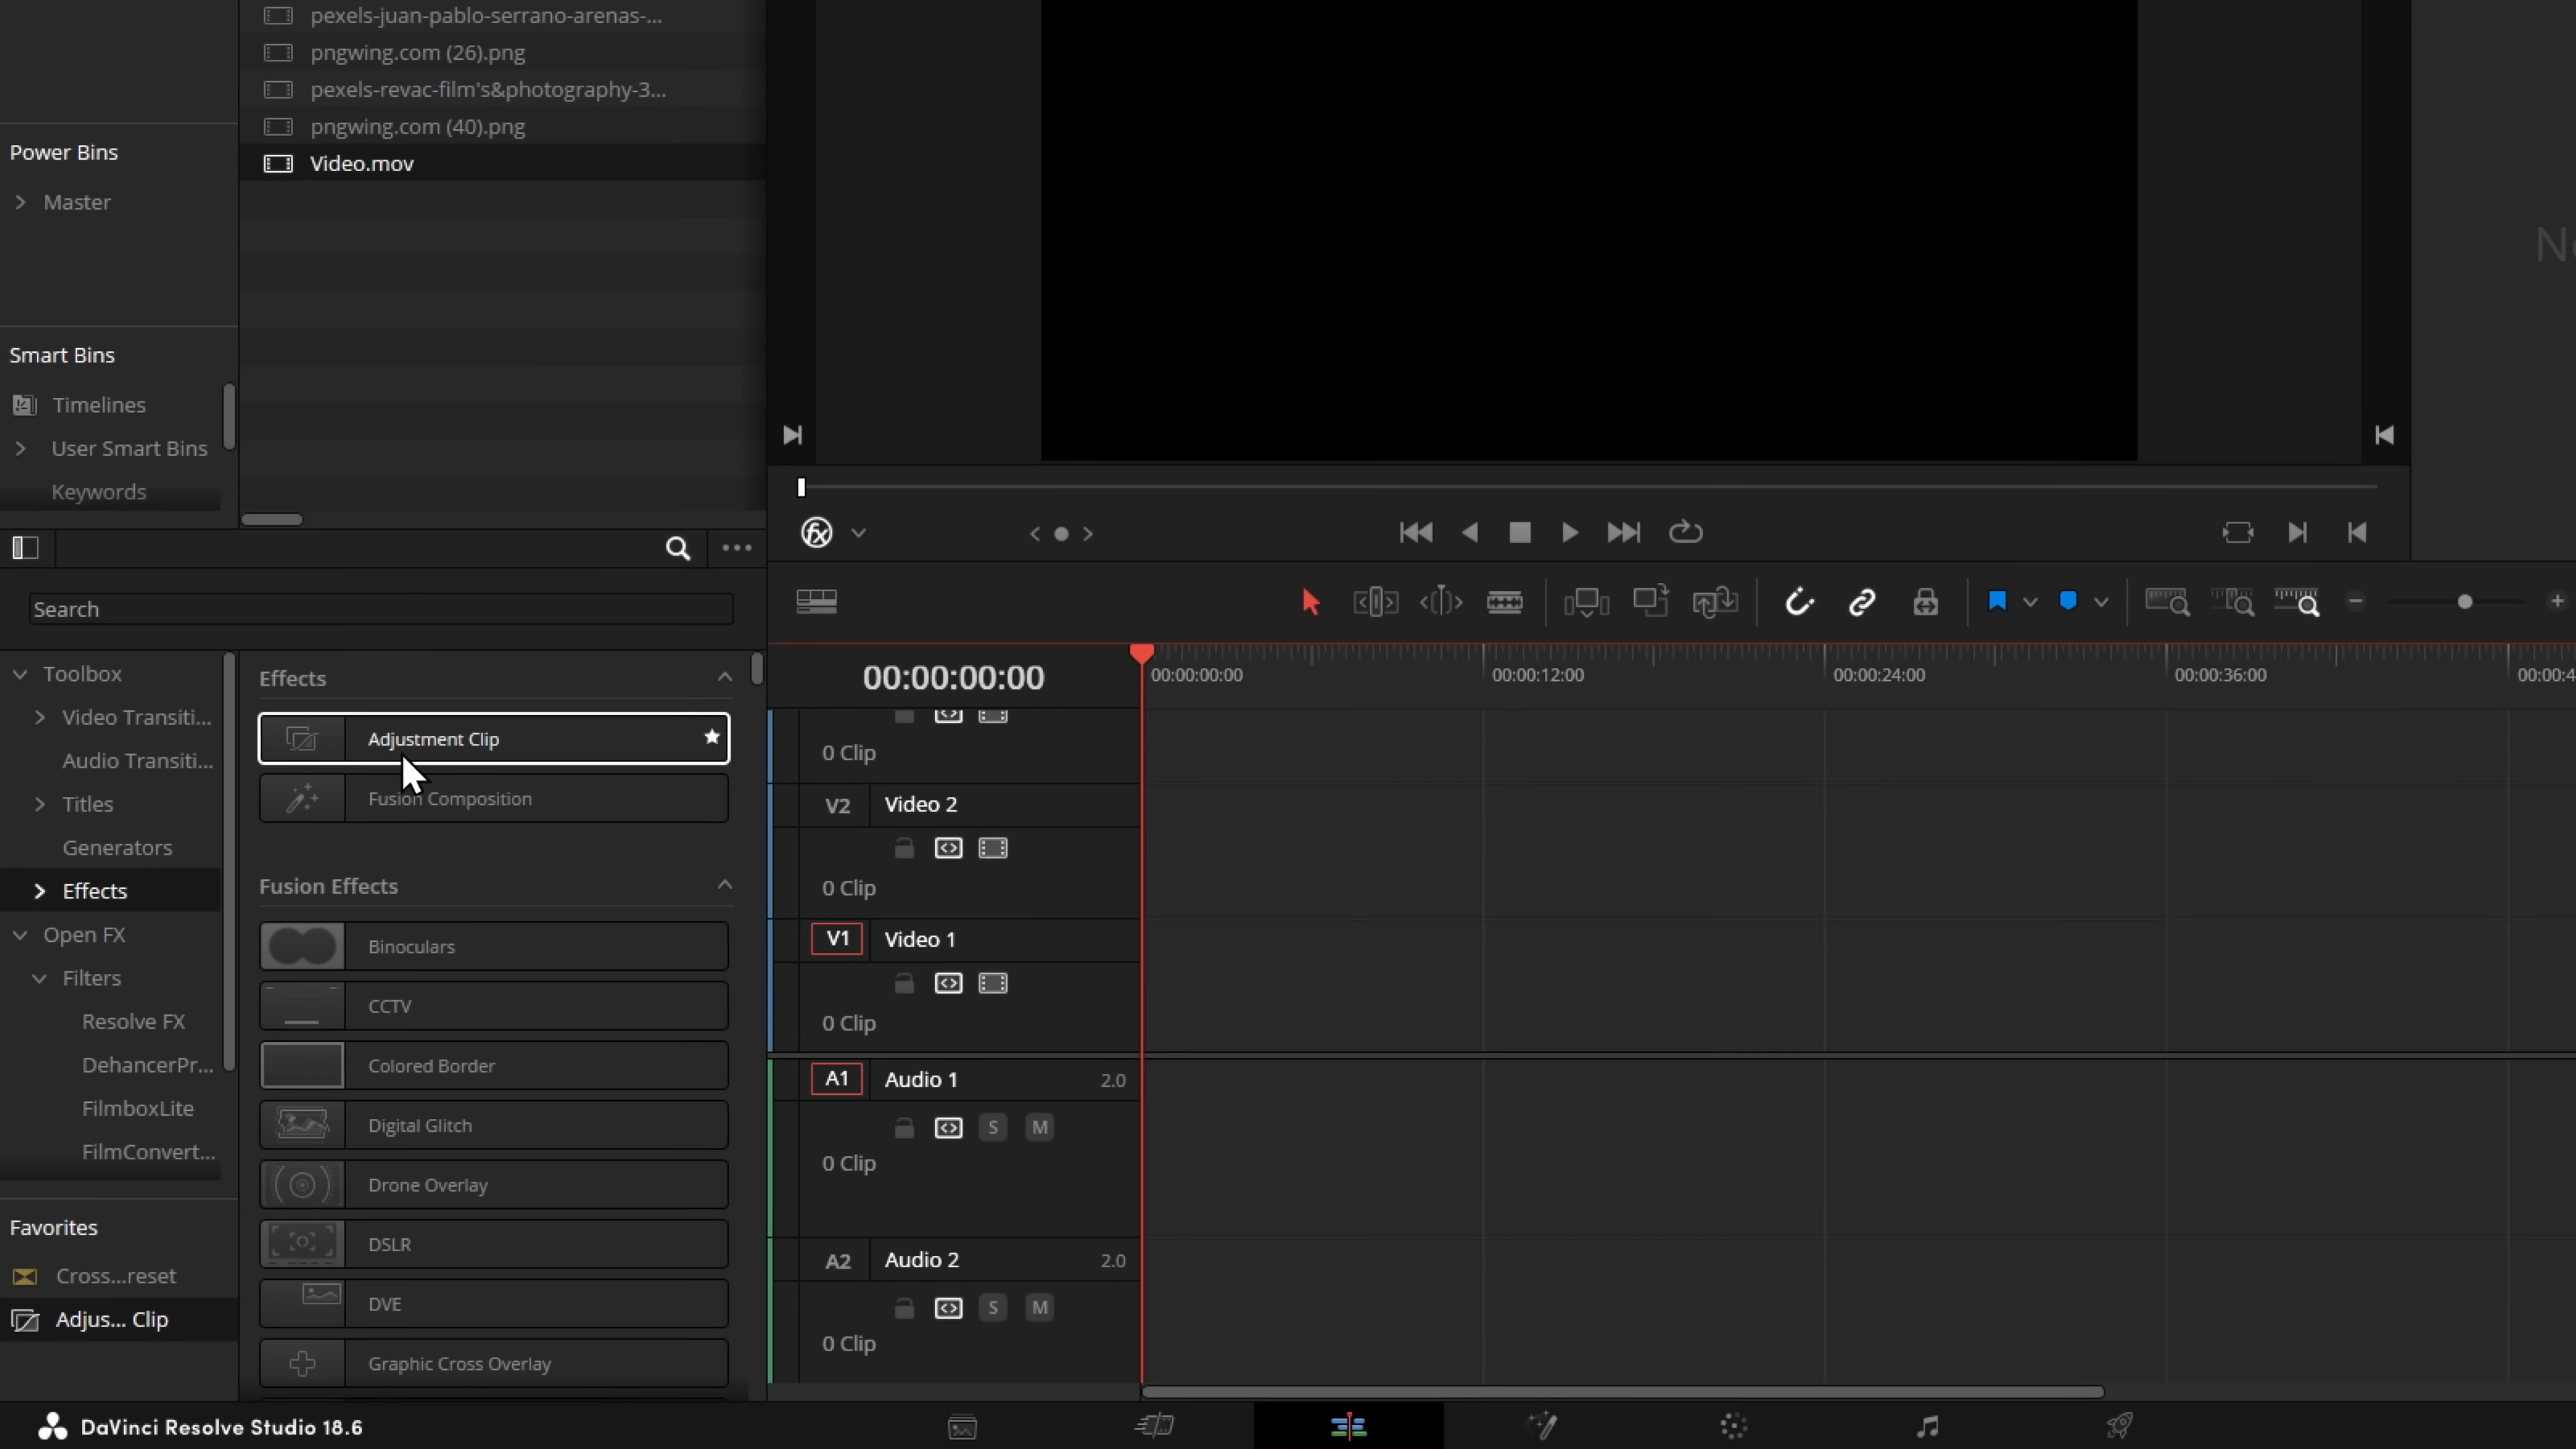 pexels-juan-pablo-serrano-arenas-...
pngwing.com (26).png
pexels-revac-film's&photography-3...
pngwing.com (40).png
Video.mov
Power Bins
Master
Smart Bins
Timelines
User Smart Bins
Keywords
Search
Toolbox
Video Transiti...
Audio Transiti...
Titles
Generators
Effects
Open FX
Filters
Resolve FX
DehancerPr...
FilmboxLite
FilmConvert...
Favorites
Cross...reset
Adjus... Clip
Effects
Adjustment Clip
Fusion Composition
Fusion Effects
Binoculars
CCTV
Colored Border
Digital Glitch
Drone Overlay
DSLR
DVE
Graphic Cross Overlay
00:00:00:00
00:00:00:00
00:00:12:00
00:00:24:00
00:00:36:00
00:00:4
0 Clip
V2 Video 2
0 Clip
V1 Video 1
0 Clip
A1 Audio 1 2.0
S M
0 Clip
A2 Audio 2 2.0
S M
0 Clip
DaVinci Resolve Studio 18.6